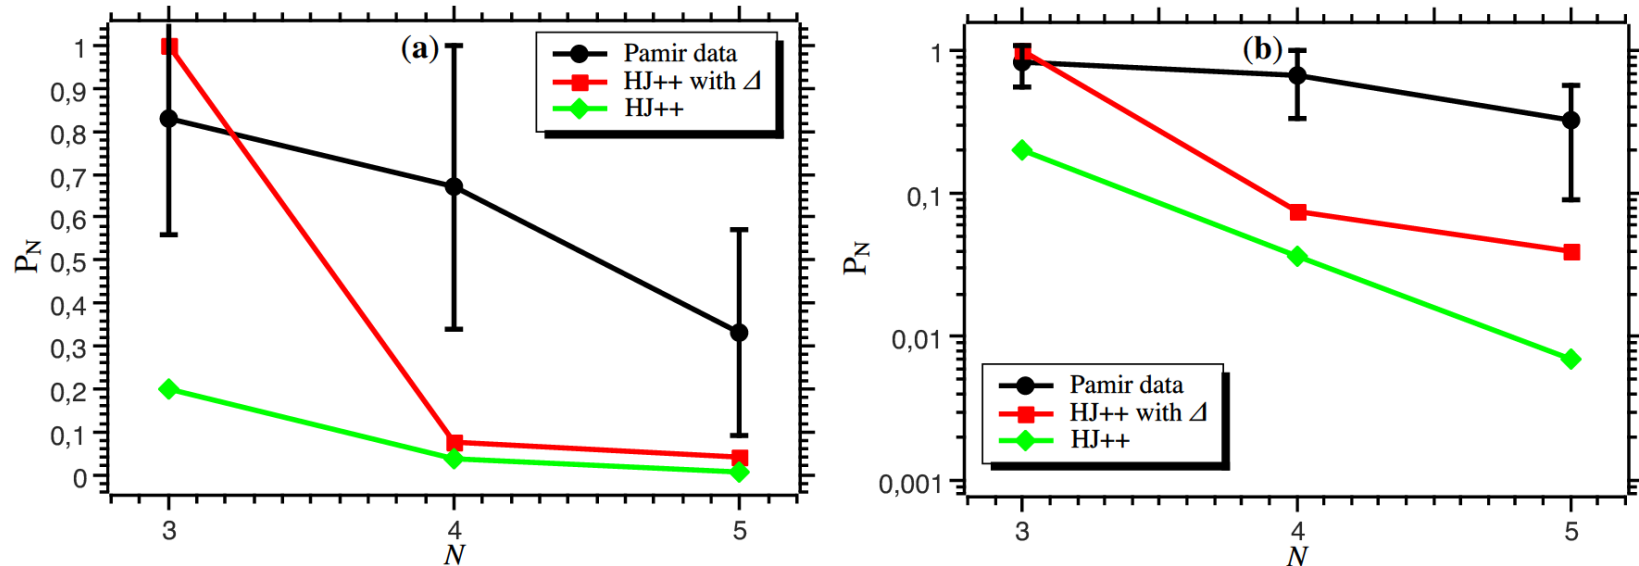 (a)
Pamir data
HJ++ with Δ
HJ++
1
0,9
0,8
0,7
0,6
0,5
0,4
0,3
0,2
0,1
0
P_N
3 4 5
N
(b)
1
0,1
0,01
0,001
P_N
Pamir data
HJ++ with Δ
HJ++
3 4 5
N